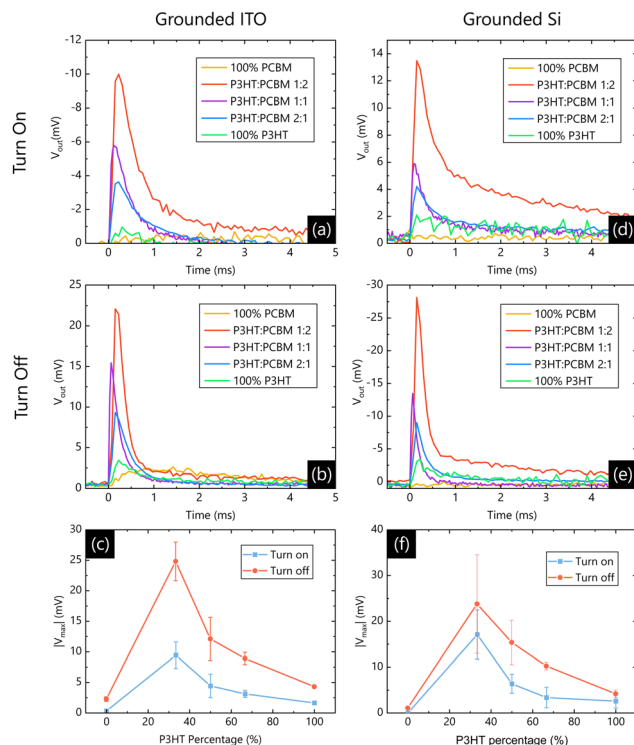 Grounded ITO
Grounded Si
Turn On
-12
-10
-8
-6
-4
-2
0
V_out(mV)
100% PCBM
P3HT:PCBM 1:2
P3HT:PCBM 1:1
P3HT:PCBM 2:1
100% P3HT
(a)
0 1 2 3 4 5
Time (ms)
14
12
10
8
6
4
2
0
V_out (mV)
100% PCBM
P3HT:PCBM 1:2
P3HT:PCBM 1:1
P3HT:PCBM 2:1
100% P3HT
(d)
0 1 2 3 4
Time (ms)
Turn Off
25
20
15
10
5
0
V_out (mV)
100% PCBM
P3HT:PCBM 1:2
P3HT:PCBM 1:1
P3HT:PCBM 2:1
100% P3HT
(b)
0 1 2 3 4 5
Time (ms)
-30
-25
-20
-15
-10
-5
0
V_out (mV)
100% PCBM
P3HT:PCBM 1:2
P3HT:PCBM 1:1
P3HT:PCBM 2:1
100% P3HT
(e)
0 1 2 3 4
Time (ms)
(c)
30
25
20
15
10
5
0
|V_max| (mV)
Turn on
Turn off
0 20 40 60 80 100
P3HT Percentage (%)
(f)
40
30
20
10
0
|V_max| (mV)
Turn on
Turn off
0 20 40 60 80 100
P3HT percentage (%)